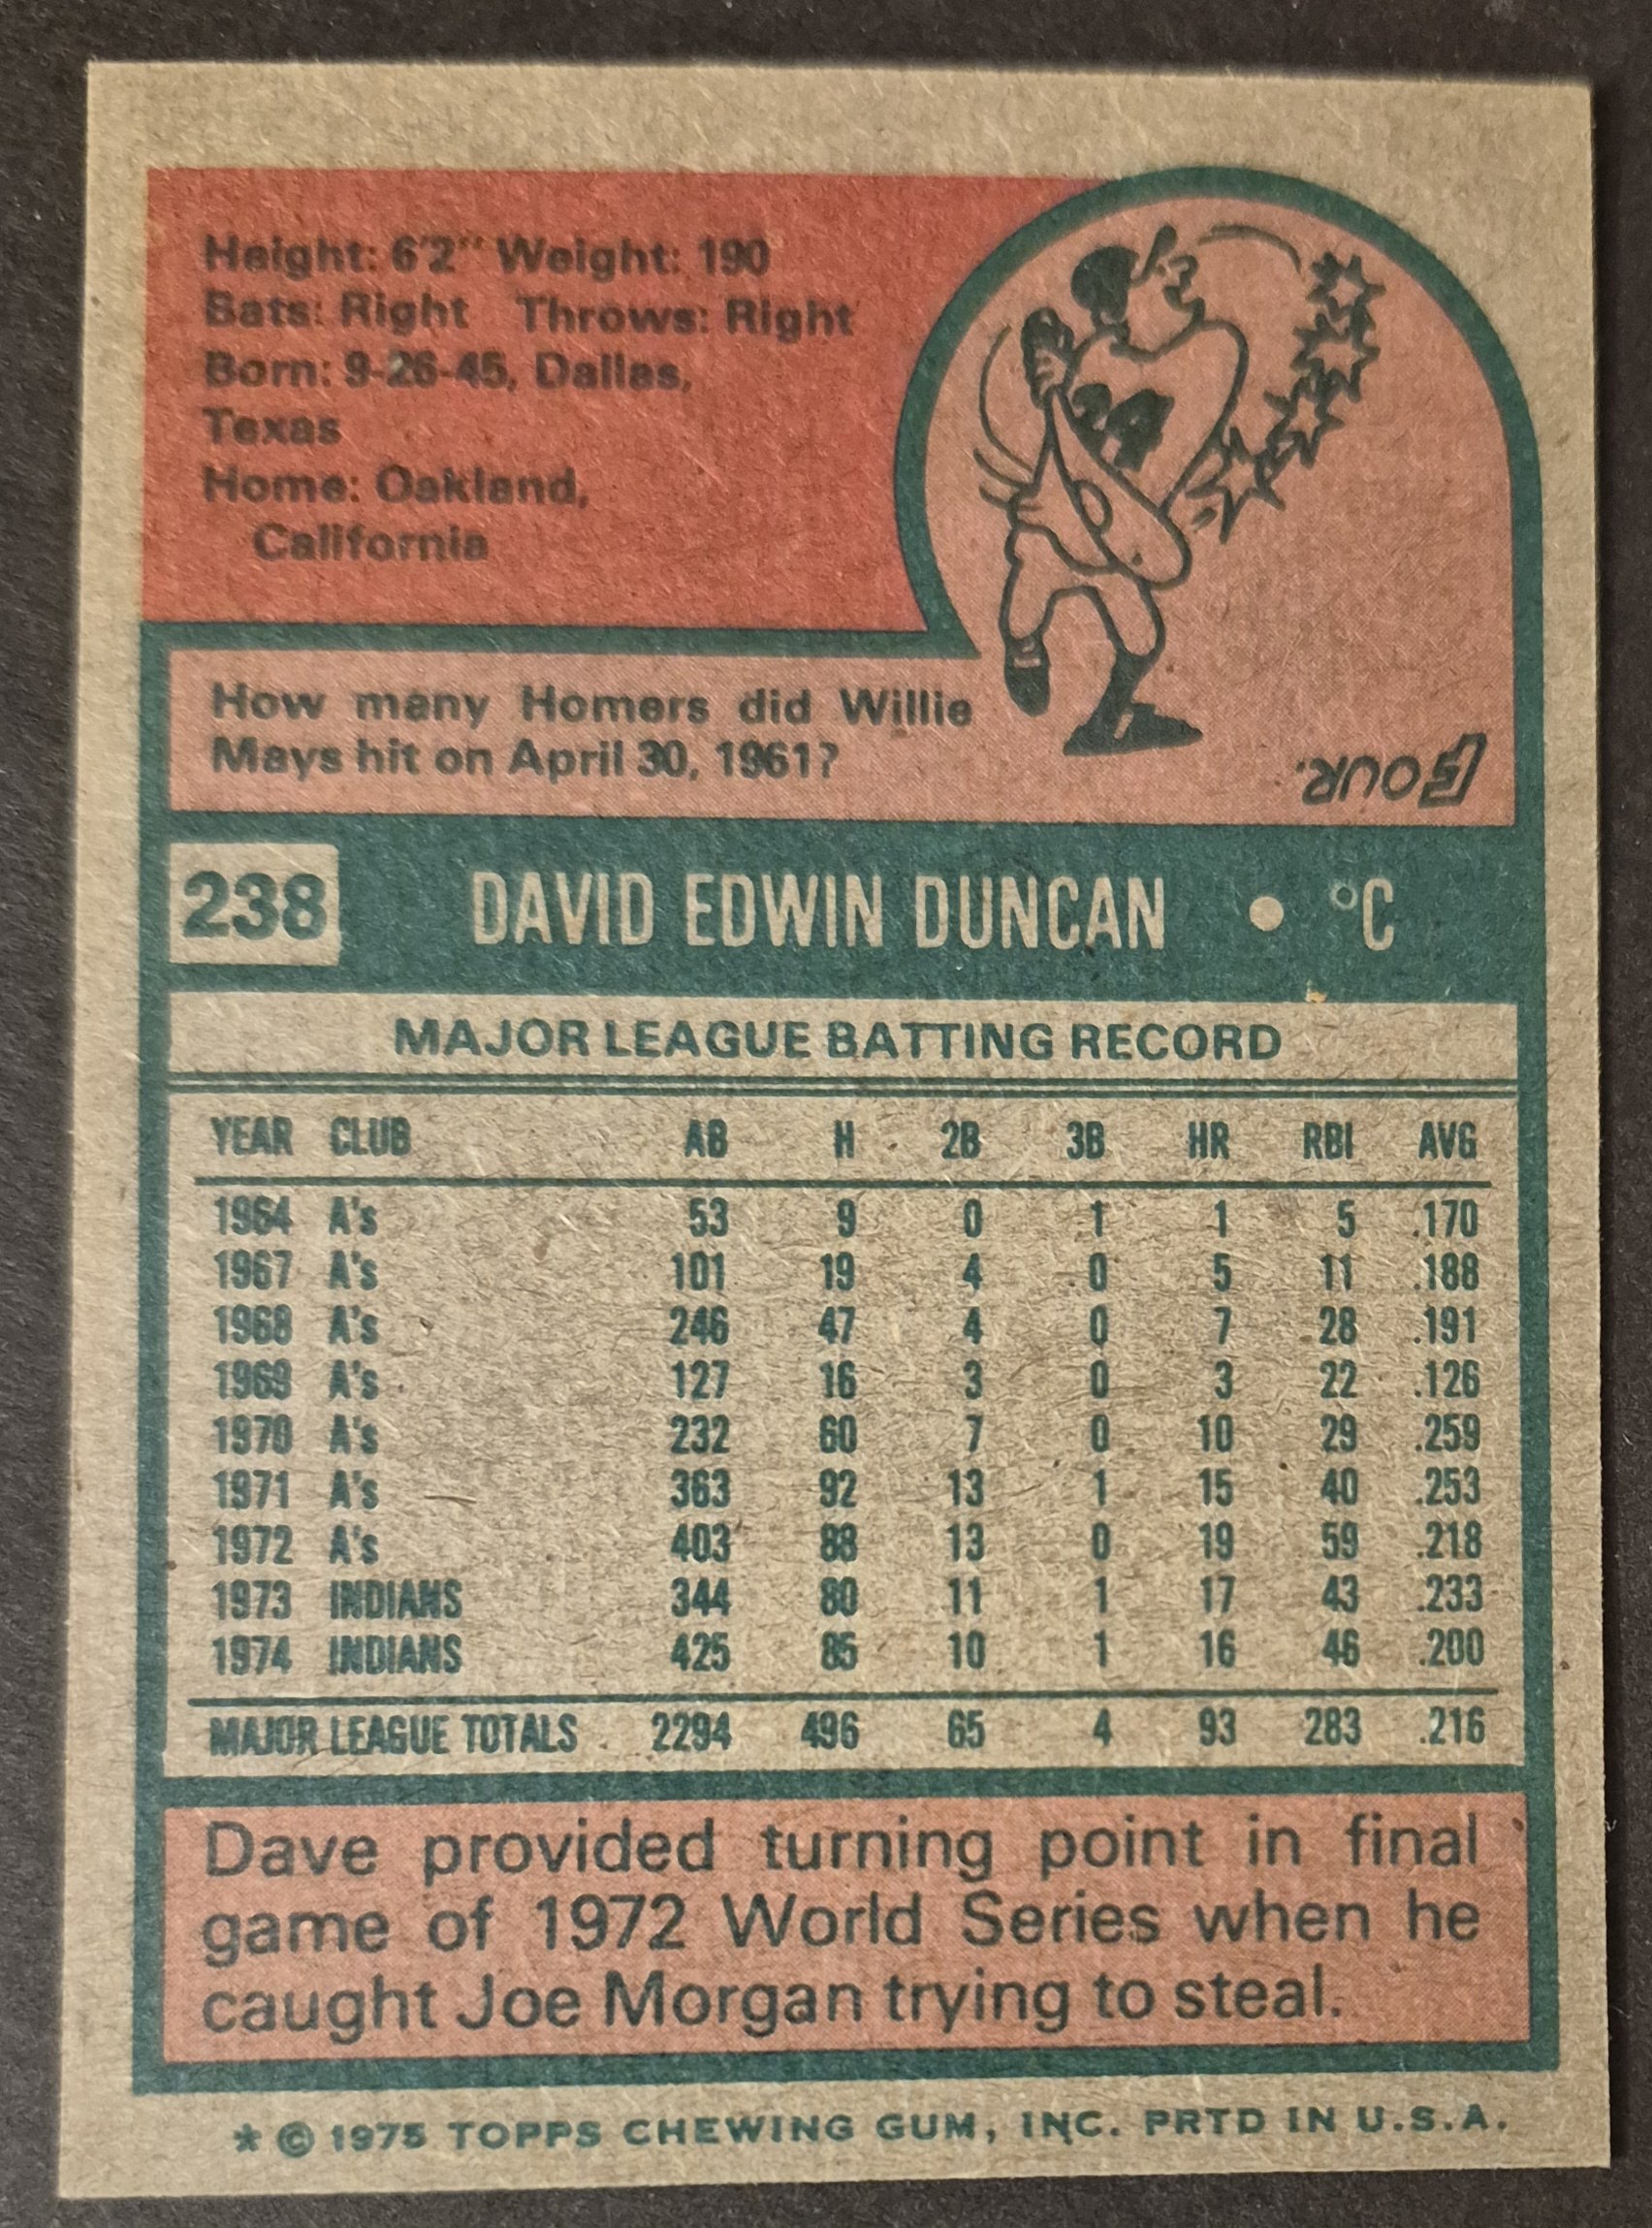 Height: 6'2" Weight: 190
Bats: Right Throws: Right
Born: 9-26-45, Dallas,
Texas
Home: Oakland,
California
24
How many Homers did Willie
Mays hit on April 30, 1961?
FOUR.
238 DAVID EDWIN DUNCAN • °C
MAJOR LEAGUE BATTING RECORD
YEAR CLUB AB H 2B 3B HR RBI AVG
1964 A's 53 9 0 1 1 5 .170
1967 A's 101 19 4 0 5 11 .188
1968 A's 246 47 4 0 7 28 .191
1969 A's 127 16 3 0 3 22 .126
1970 A's 232 60 7 0 10 29 .259
1971 A's 363 92 13 1 15 40 .253
1972 A's 403 88 13 0 19 59 .218
1973 INDIANS 344 80 11 1 17 43 .233
1974 INDIANS 425 85 10 1 16 46 .200
MAJOR LEAGUE TOTALS 2294 496 65 4 93 283 .216
Dave provided turning point in final
game of 1972 World Series when he
caught Joe Morgan trying to steal.
* © 1975 TOPPS CHEWING GUM, INC. PRTD IN U.S.A.